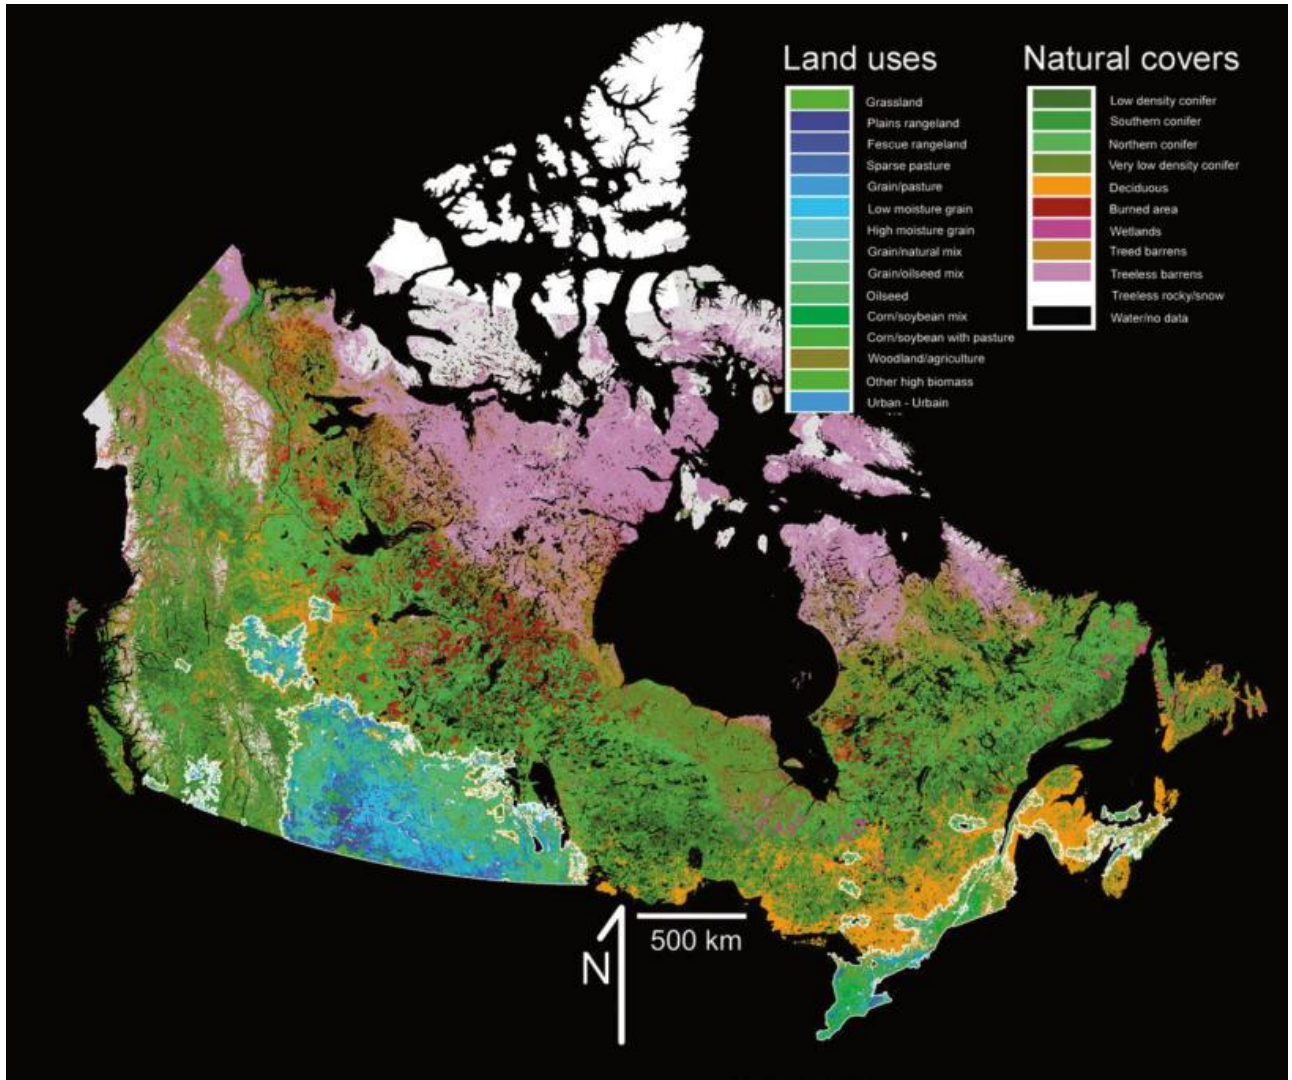 Land uses
Grassland
Plains rangeland
Fescue rangeland
Sparse pasture
Grain/pasture
Low moisture grain
High moisture grain
Grain/natural mix
Grain/oilseed mix
Oilseed
Corn/soybean mix
Corn/soybean with pasture
Woodland/agriculture
Other high biomass
Urban - Urbain
Natural covers
Low density conifer
Southern conifer
Northern conifer
Very low density conifer
Deciduous
Burned area
Wetlands
Treed barrens
Treeless barrens
Treeless rocky/snow
Water/no data
500 km
N